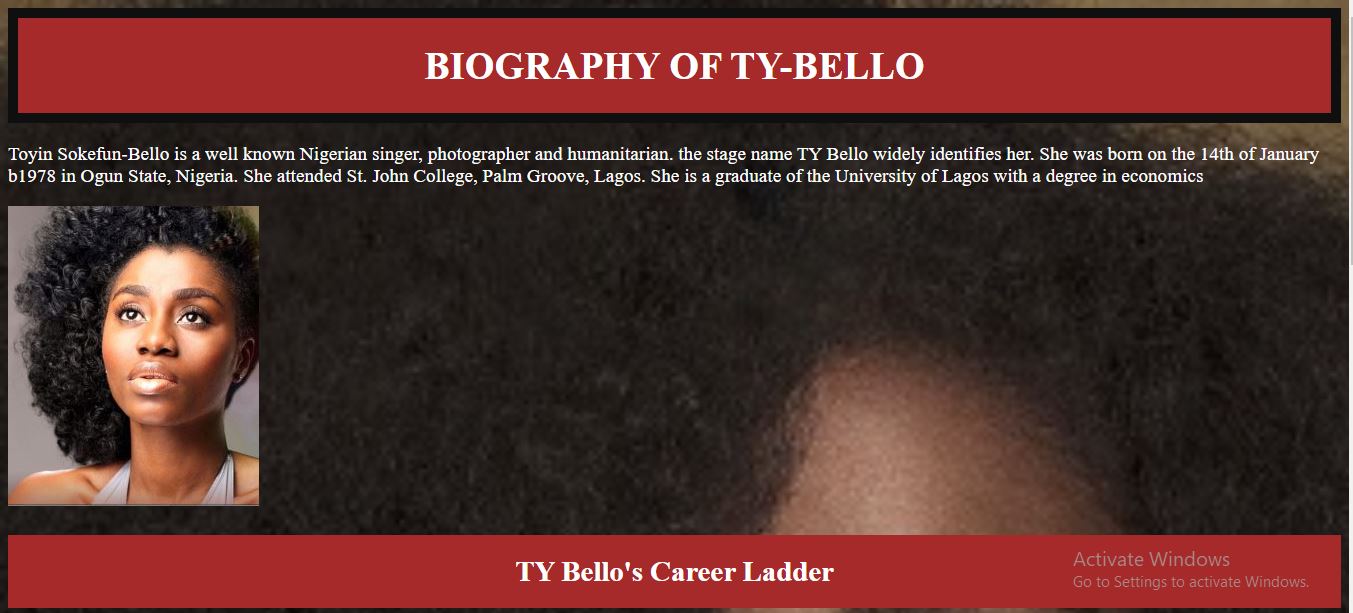 BIOGRAPHY OF TY-BELLO
Toyin Sokefun-Bello is a well known Nigerian singer, photographer and humanitarian. the stage name TY Bello widely identifies her. She was born on the 14th of January
b1978 in Ogun State, Nigeria. She attended St. John College, Palm Groove, Lagos. She is a graduate of the University of Lagos with a degree in economics
TY Bello's Career Ladder
Activate Windows
Go to Settings to activate Windows.